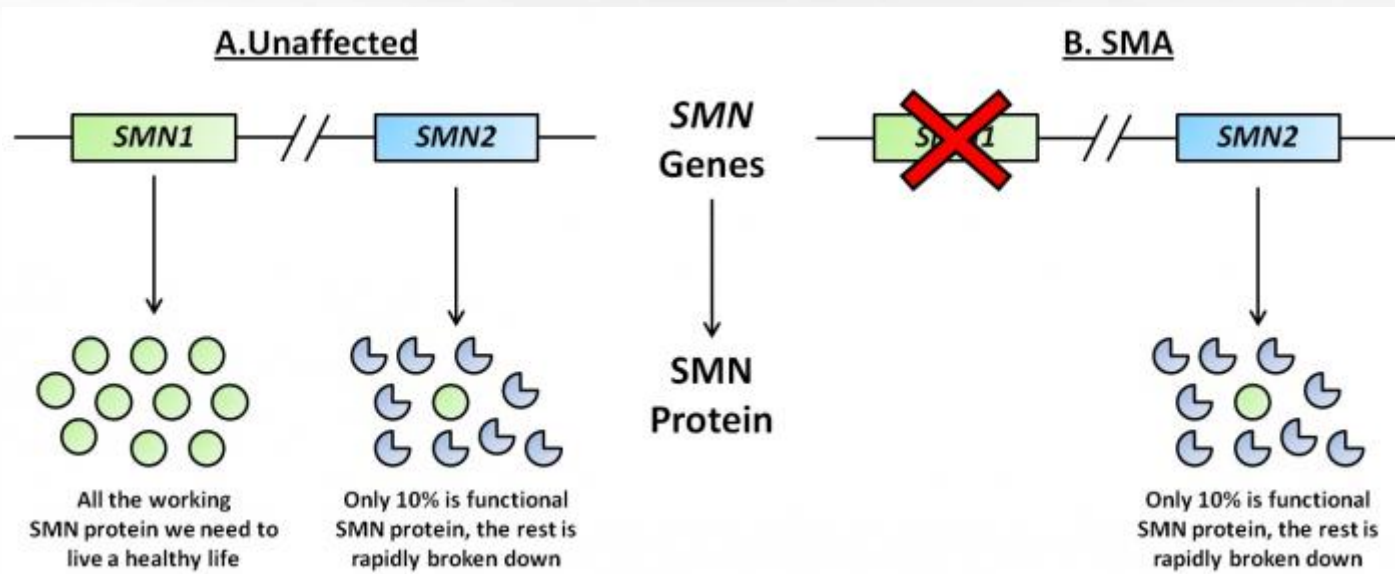 A.Unaffected
SMN1
SMN2
All the working
SMN protein we need to
live a healthy life
Only 10% is functional
SMN protein, the rest is
rapidly broken down
SMN
Genes
SMN
Protein
B. SMA
SMN2
Only 10% is functional
SMN protein, the rest is
rapidly broken down